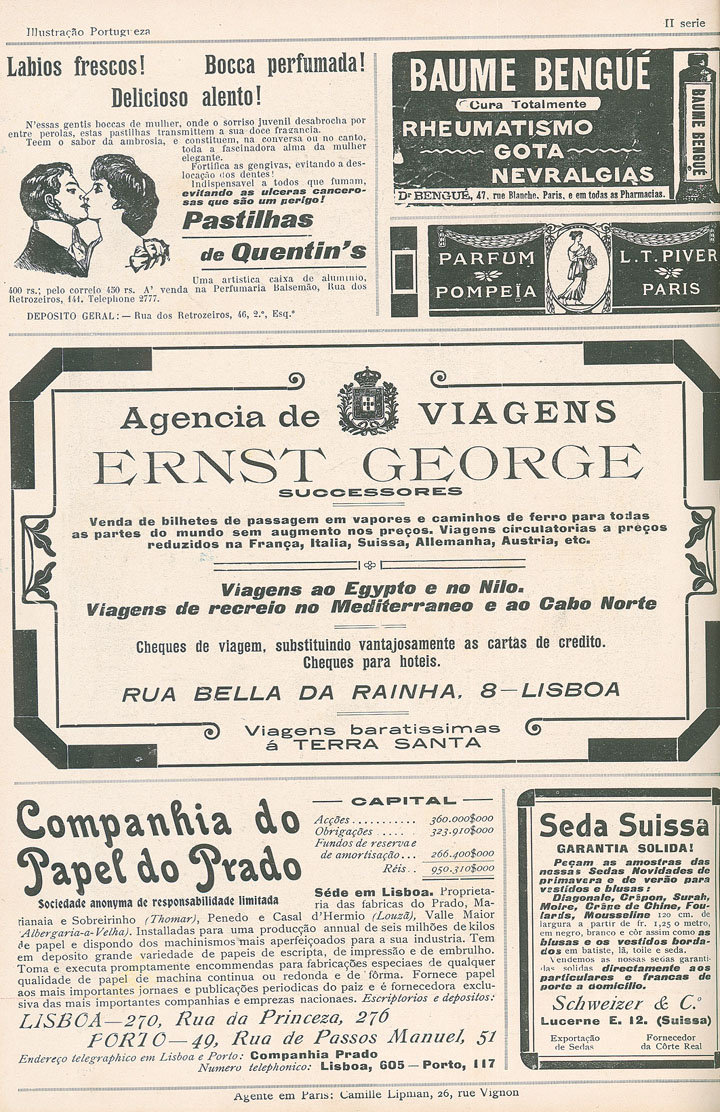 Illustração Portugueza
II serie
Labios frescos! Bocca perfumada!
Delicioso alento!
N'essas gentis boccas de mulher, onde o sorriso juvenil desabrocha por
entre perolas, estas pastilhas transmittem a sua doce fragancia.
Teem o sabor da ambrosia, e constituem, na conversa ou no canto,
toda a fascinadora alma da mulher
elegante.
Fortifica as gengivas, evitando a des-
locação dos dentes!
Indispensavel a todos que fumam,
evitando as ulceras cancero-
sas que são um perigo!
Pastilhas
de Quentin's
Uma artistica caixa de aluminio,
400 rs.; pelo correio 450 rs. A' venda na Perfumaria Balsemão, Rua dos
Retrozeiros, 141. Telephone 2777.
DEPOSITO GERAL:— Rua dos Retrozeiros, 46, 2.º, Esq.º
BAUME BENGUÉ
Cura Totalmente
RHEUMATISMO
GOTA
NEVRALGIAS
Dr BENGUÉ, 47, rue Blanche, Paris, e em todas as Pharmacias.
BAUME BENGUÉ
PARFUM
POMPEÏA
L.T. PIVER
PARIS
Agencia de VIAGENS
ERNST GEORGE
SUCCESSORES
Venda de bilhetes de passagem em vapores e caminhos de ferro para todas
as partes do mundo sem augmento nos preços. Viagens circulatorias a preços
reduzidos na França, Italia, Suissa, Allemanha, Austria, etc.
Viagens ao Egypto e no Nilo.
Viagens de recreio no Mediterraneo e ao Cabo Norte
Cheques de viagem, substituindo vantajosamente as cartas de credito.
Cheques para hoteis.
RUA BELLA DA RAINHA, 8—LISBOA
Viagens baratissimas
á TERRA SANTA
Companhia do
Papel do Prado
Sociedade anonyma de responsabilidade limitada
— CAPITAL —
Acções........... 360.000$000
Obrigações ..... 323.910$000
Fundos de reserva e
de amortisação... 266.400$000
Réis.. 950.310$000
Séde em Lisboa. Proprieta-
ria das fabricas do Prado, Ma-
rianaia e Sobreirinho (Thomar), Penedo e Casal d'Hermio (Louzã), Valle Maior
Albergaria-a-Velha). Installadas para uma producção annual de seis milhões de kilos
de papel e dispondo dos machinismos mais aperfeiçoados para a sua industria. Tem
em deposito grande variedade de papeis de escripta, de impressão e de embrulho.
Toma e executa promptamente encommendas para fabricações especiaes de qualquer
qualidade de papel de machina continua ou redonda e de fôrma. Fornece papel
aos mais importantes jornaes e publicações periodicas do paiz e é fornecedora exclu-
siva das mais importantes companhias e emprezas nacionaes. Escriptorios e depositos:
LISBOA—270, Rua da Princeza, 276
PORTO—49, Rua de Passos Manuel, 51
Endereço telegraphico em Lisboa e Porto: Companhia Prado
Numero telephonico: Lisboa, 605 — Porto, 117
Seda Suissa
GARANTIA SOLIDA!
Peçam as amostras das
nossas Sedas Novidades de
primavera e de verão para
vestidos e blusas:
Diagonale, Crêpon, Surah,
Moire, Crêpe de Chine, Fou-
lards, Mousseline 120 cm. de
largura a partir de fr. 1,25 o metro,
em negro, branco e côr assim como as
blusas e os vestidos borda-
dos em batiste, lã, toile e seda.
Vendemos as nossas sedas garanti-
das solidas directamente aos
particulares e francas de
porte a domicilio.
Schweizer & C.º
Lucerne E. 12. (Suissa)
Exportação
de Sedas
Fornecedor
da Côrte Real
Agente em Paris: Camille Lipman, 26, rue Vignon